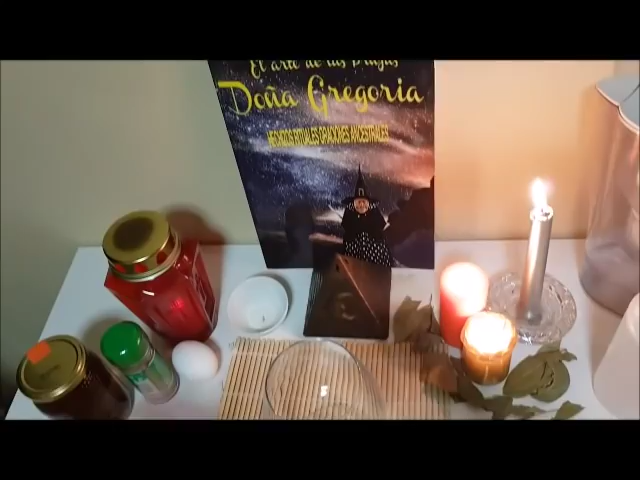 El arte de las brujas
Doña Gregoria
HECHIZOS RITUALES ORACIONES ANCESTRALES